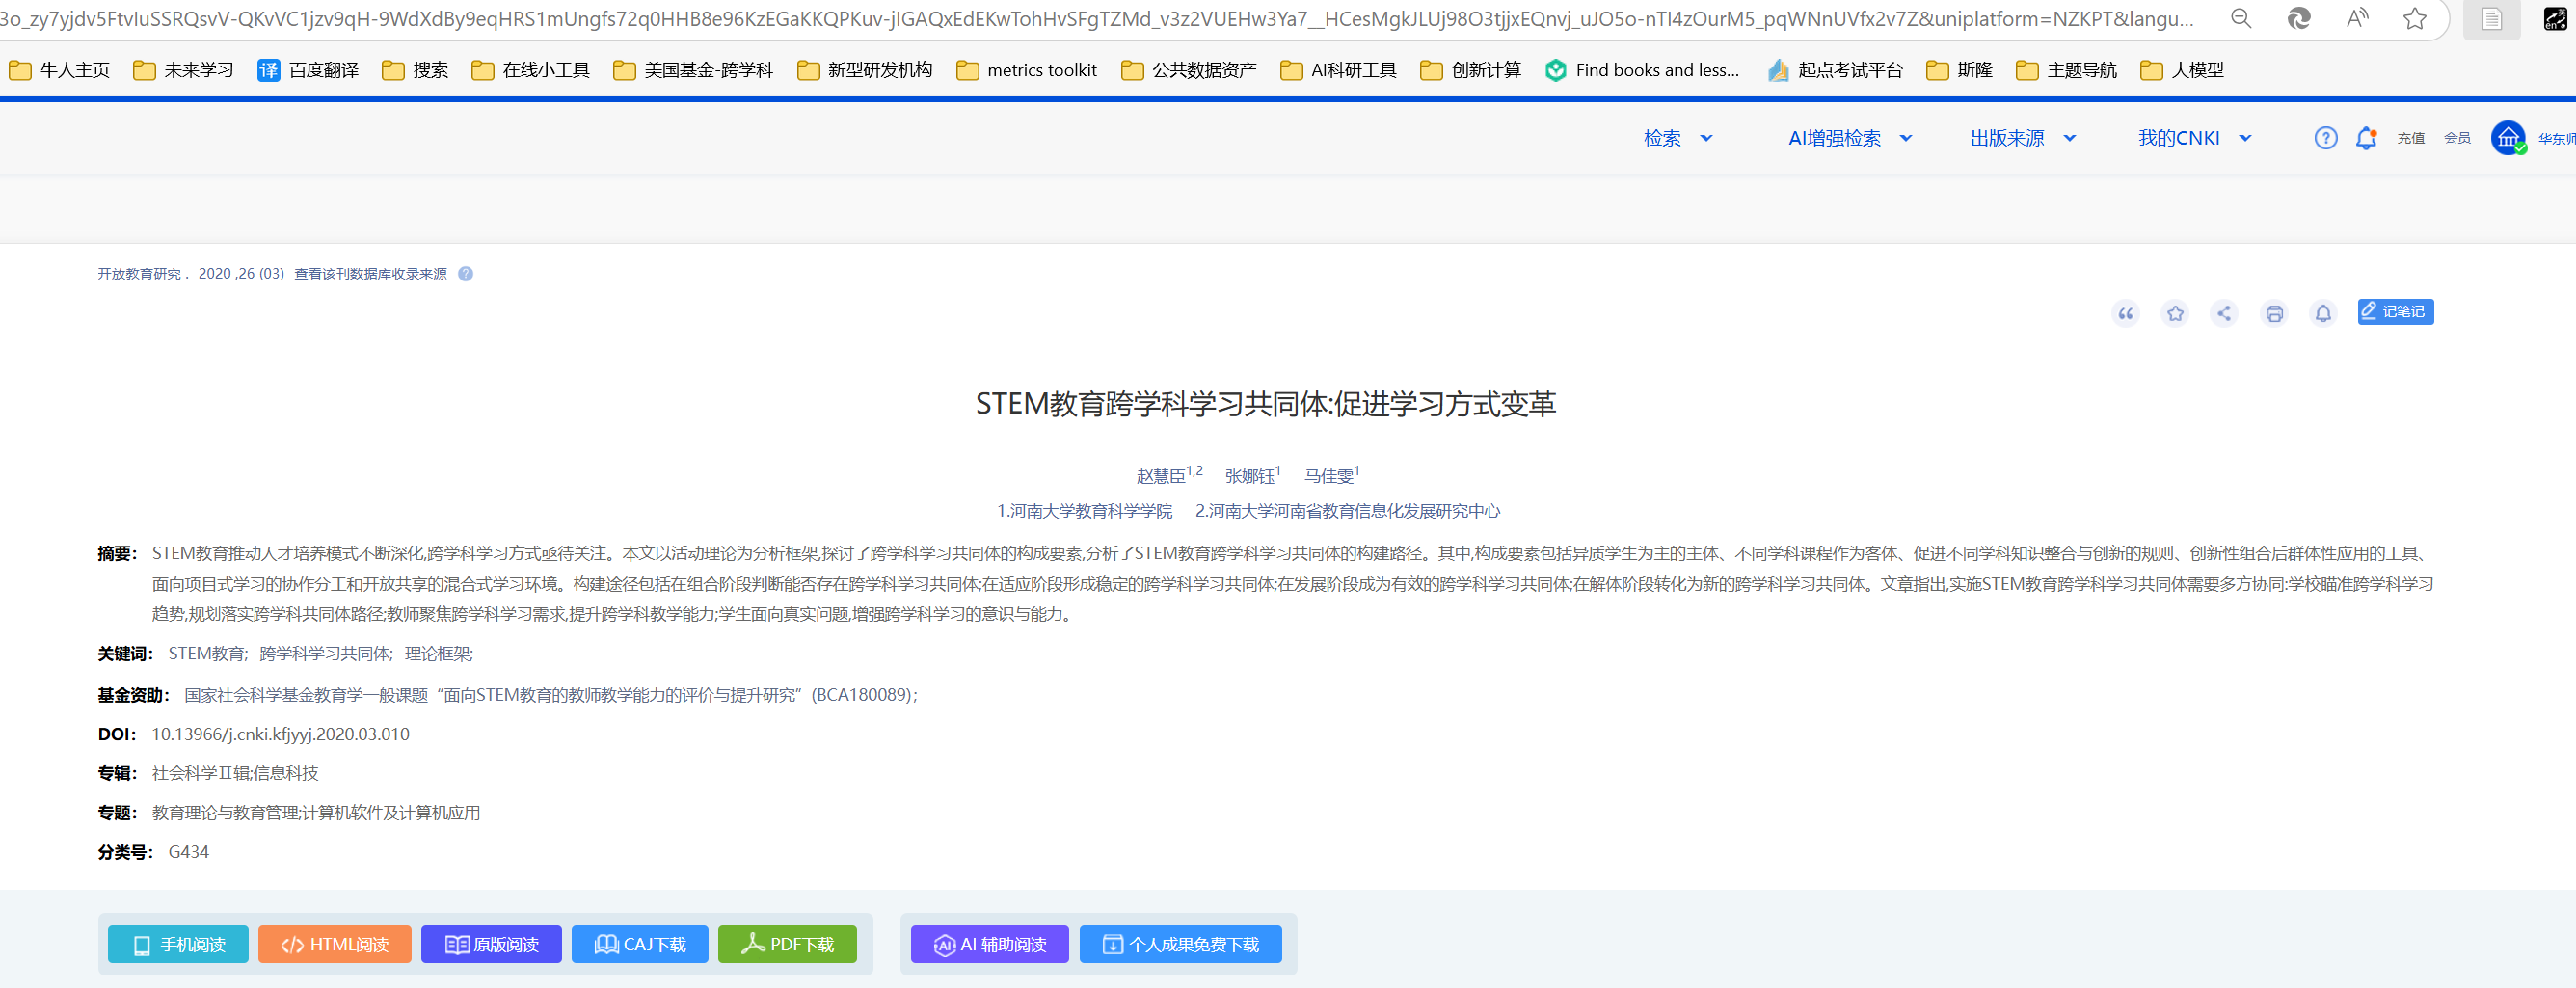 3o_zy7yjdv5FtvIuSSRQsvV-QKvVC1jzv9qH-9WdXdBy9eqHRS1mUngfs72q0HHB8e96KzEGaKKQPKuv-jIGAQxEdEKwTohHvSFgTZMd_v3z2VUEHw3Ya7__HCesMgkJLUj98O3tjjxEQnvj_uJO5o-nTI4zOurM5_pqWNnUVfx2v7Z&uniplatform=NZKPT&langu...
牛人主页 未来学习 译 百度翻译 搜索 在线小工具 美国基金-跨学科 新型研发机构 metrics toolkit 公共数据资产 AI科研工具 创新计算 Find books and less... 起点考试平台 斯隆 主题导航 大模型
检索 AI增强检索 出版来源 我的CNKI 充值 会员 华东师
开放教育研究 . 2020 ,26 (03) 查看该刊数据库收录来源
记笔记
STEM教育跨学科学习共同体:促进学习方式变革
赵慧臣1,2 张娜钰1 马佳雯1
1.河南大学教育科学学院 2.河南大学河南省教育信息化发展研究中心
摘要： STEM教育推动人才培养模式不断深化,跨学科学习方式亟待关注。本文以活动理论为分析框架,探讨了跨学科学习共同体的构成要素,分析了STEM教育跨学科学习共同体的构建路径。其中,构成要素包括异质学生为主的主体、不同学科课程作为客体、促进不同学科知识整合与创新的规则、创新性组合后群体性应用的工具、
面向项目式学习的协作分工和开放共享的混合式学习环境。构建途径包括在组合阶段判断能否存在跨学科学习共同体;在适应阶段形成稳定的跨学科学习共同体;在发展阶段成为有效的跨学科学习共同体;在解体阶段转化为新的跨学科学习共同体。文章指出,实施STEM教育跨学科学习共同体需要多方协同:学校瞄准跨学科学习
趋势,规划落实跨学科共同体路径;教师聚焦跨学科学习需求,提升跨学科教学能力;学生面向真实问题,增强跨学科学习的意识与能力。
关键词： STEM教育; 跨学科学习共同体; 理论框架;
基金资助： 国家社会科学基金教育学一般课题“面向STEM教育的教师教学能力的评价与提升研究”(BCA180089);
DOI： 10.13966/j.cnki.kfjyyj.2020.03.010
专辑： 社会科学Ⅱ辑;信息科技
专题： 教育理论与教育管理;计算机软件及计算机应用
分类号： G434
手机阅读 HTML阅读 原版阅读 CAJ下载 PDF下载 AI 辅助阅读 个人成果免费下载